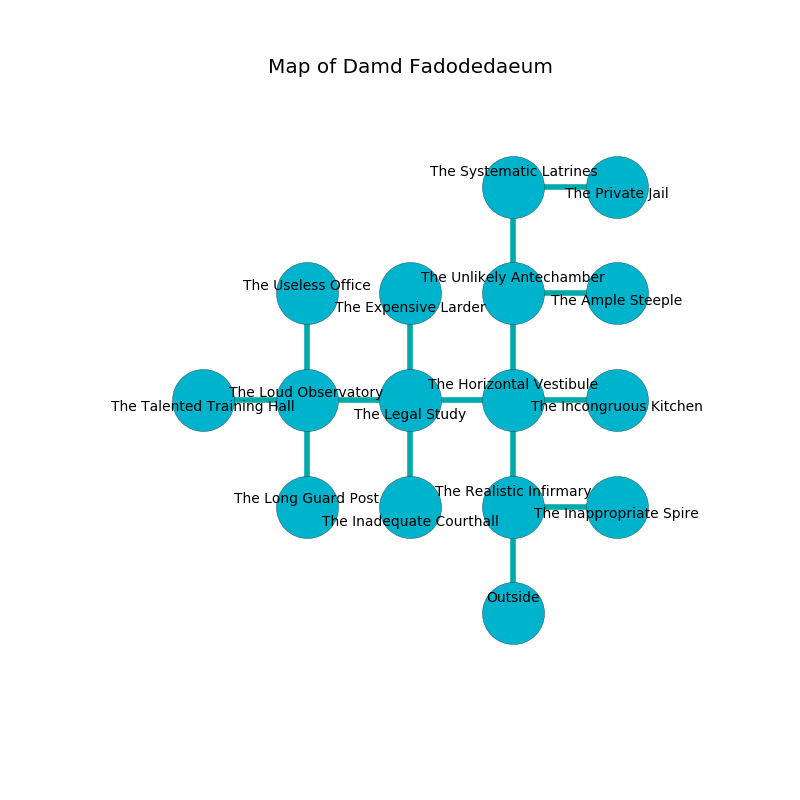 Map of Damd Fadodedaeum
The Systematic Latrines
The Private Jail
The Unlikely Antechamber
The Useless Office
The Ample Steeple
The Expensive Larder
The Horizontal Vestibule
The Loud Observatory
The Talented Training Hall
The Incongruous Kitchen
The Legal Study
The Realistic Infirmary
The Long Guard Post
The Inappropriate Spire
The Inadequate Courthall
Outside